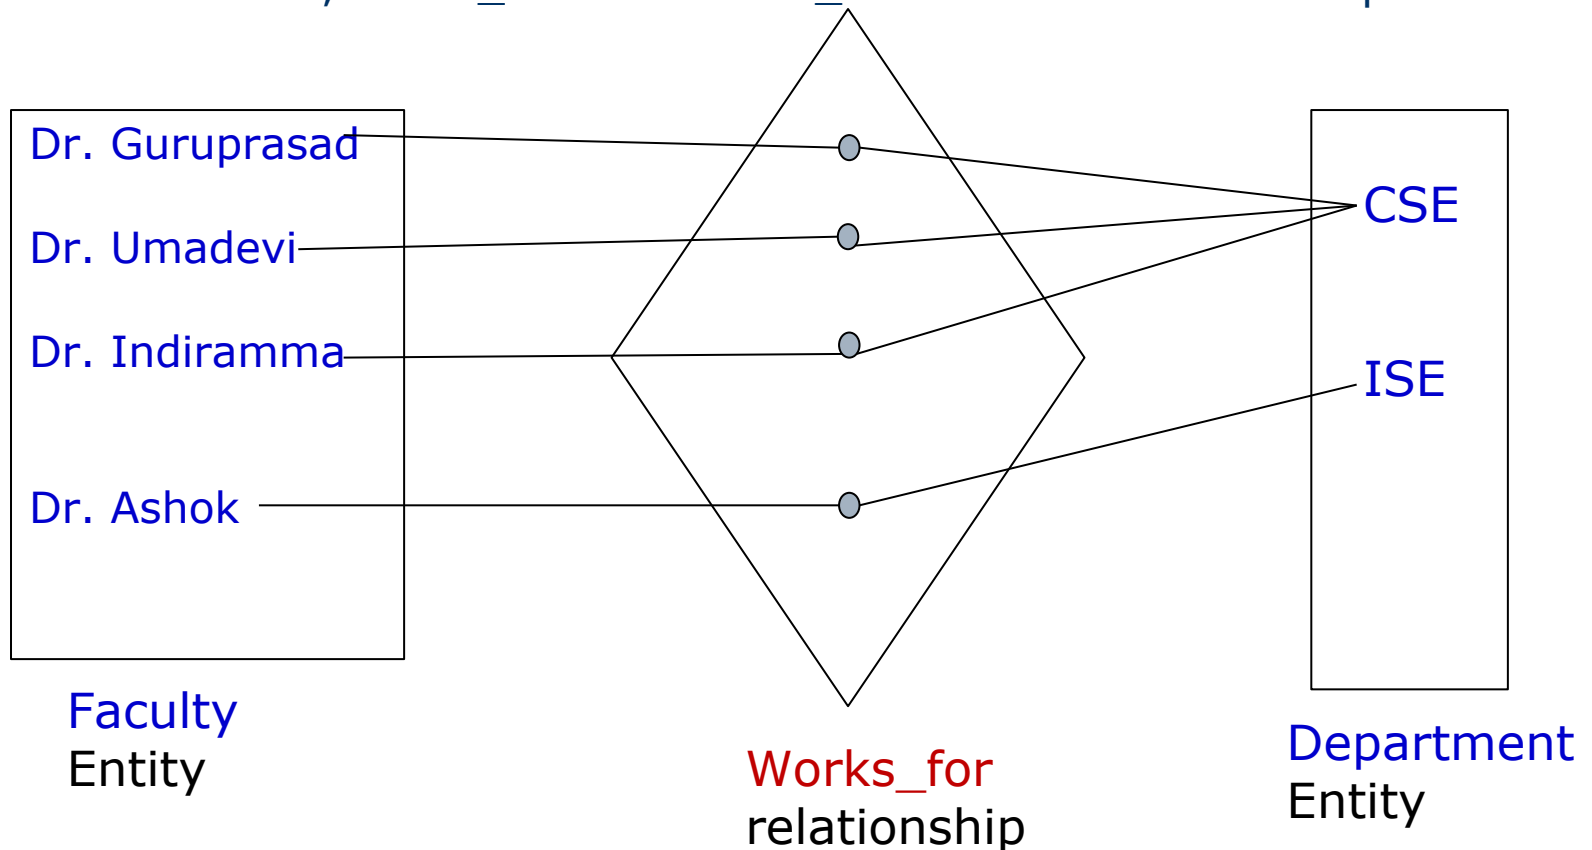 Dr. Guruprasad
Dr. Umadevi
Dr. Indiramma
Dr. Ashok
CSE
ISE
Faculty
Entity
Works_for
relationship
Department
Entity